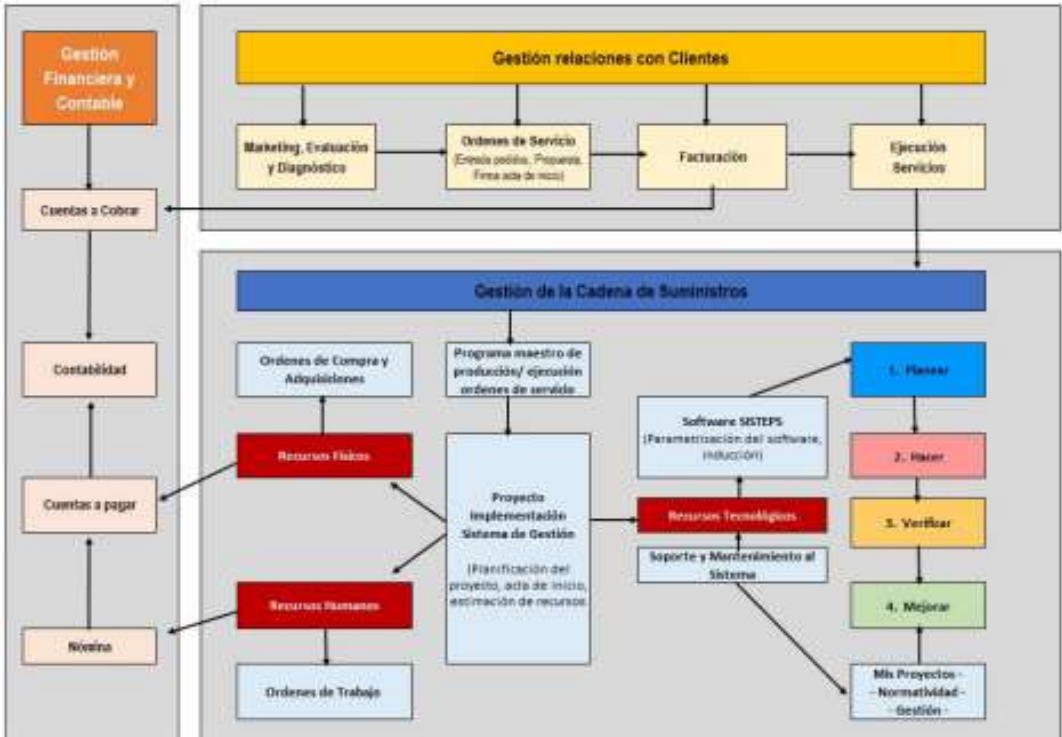 Gestión
Financiera y
Contable
Cuentas a Cobrar
Contabilidad
Cuentas a pagar
Nómina
Gestión relaciones con Clientes
Marketing, Evaluación
y Diagnóstico
Ordenes de Servicio
(Entrada pedidos, Propuesta,
Firma acta de inicio)
Facturación
Ejecución
Servicios
Gestión de la Cadena de Suministros
Ordenes de Compra y
Adquisiciones
Programa maestro de
producción/ ejecución
ordenes de servicio
Recursos Físicos
Recursos Humanos
Ordenes de Trabajo
Proyecto
Implementación
Sistema de Gestión
(Planificación del
proyecto, acta de inicio,
estimación de recursos
Software SISTEPS
(Parametrisación del software,
inducción)
Recursos Tecnológicos
Soporte y Mantenimiento al
Sistema
1. Planear
2. Hacer
3. Verificar
4. Mejorar
Mis Proyectos -
- Normatividad -
- Gestión -